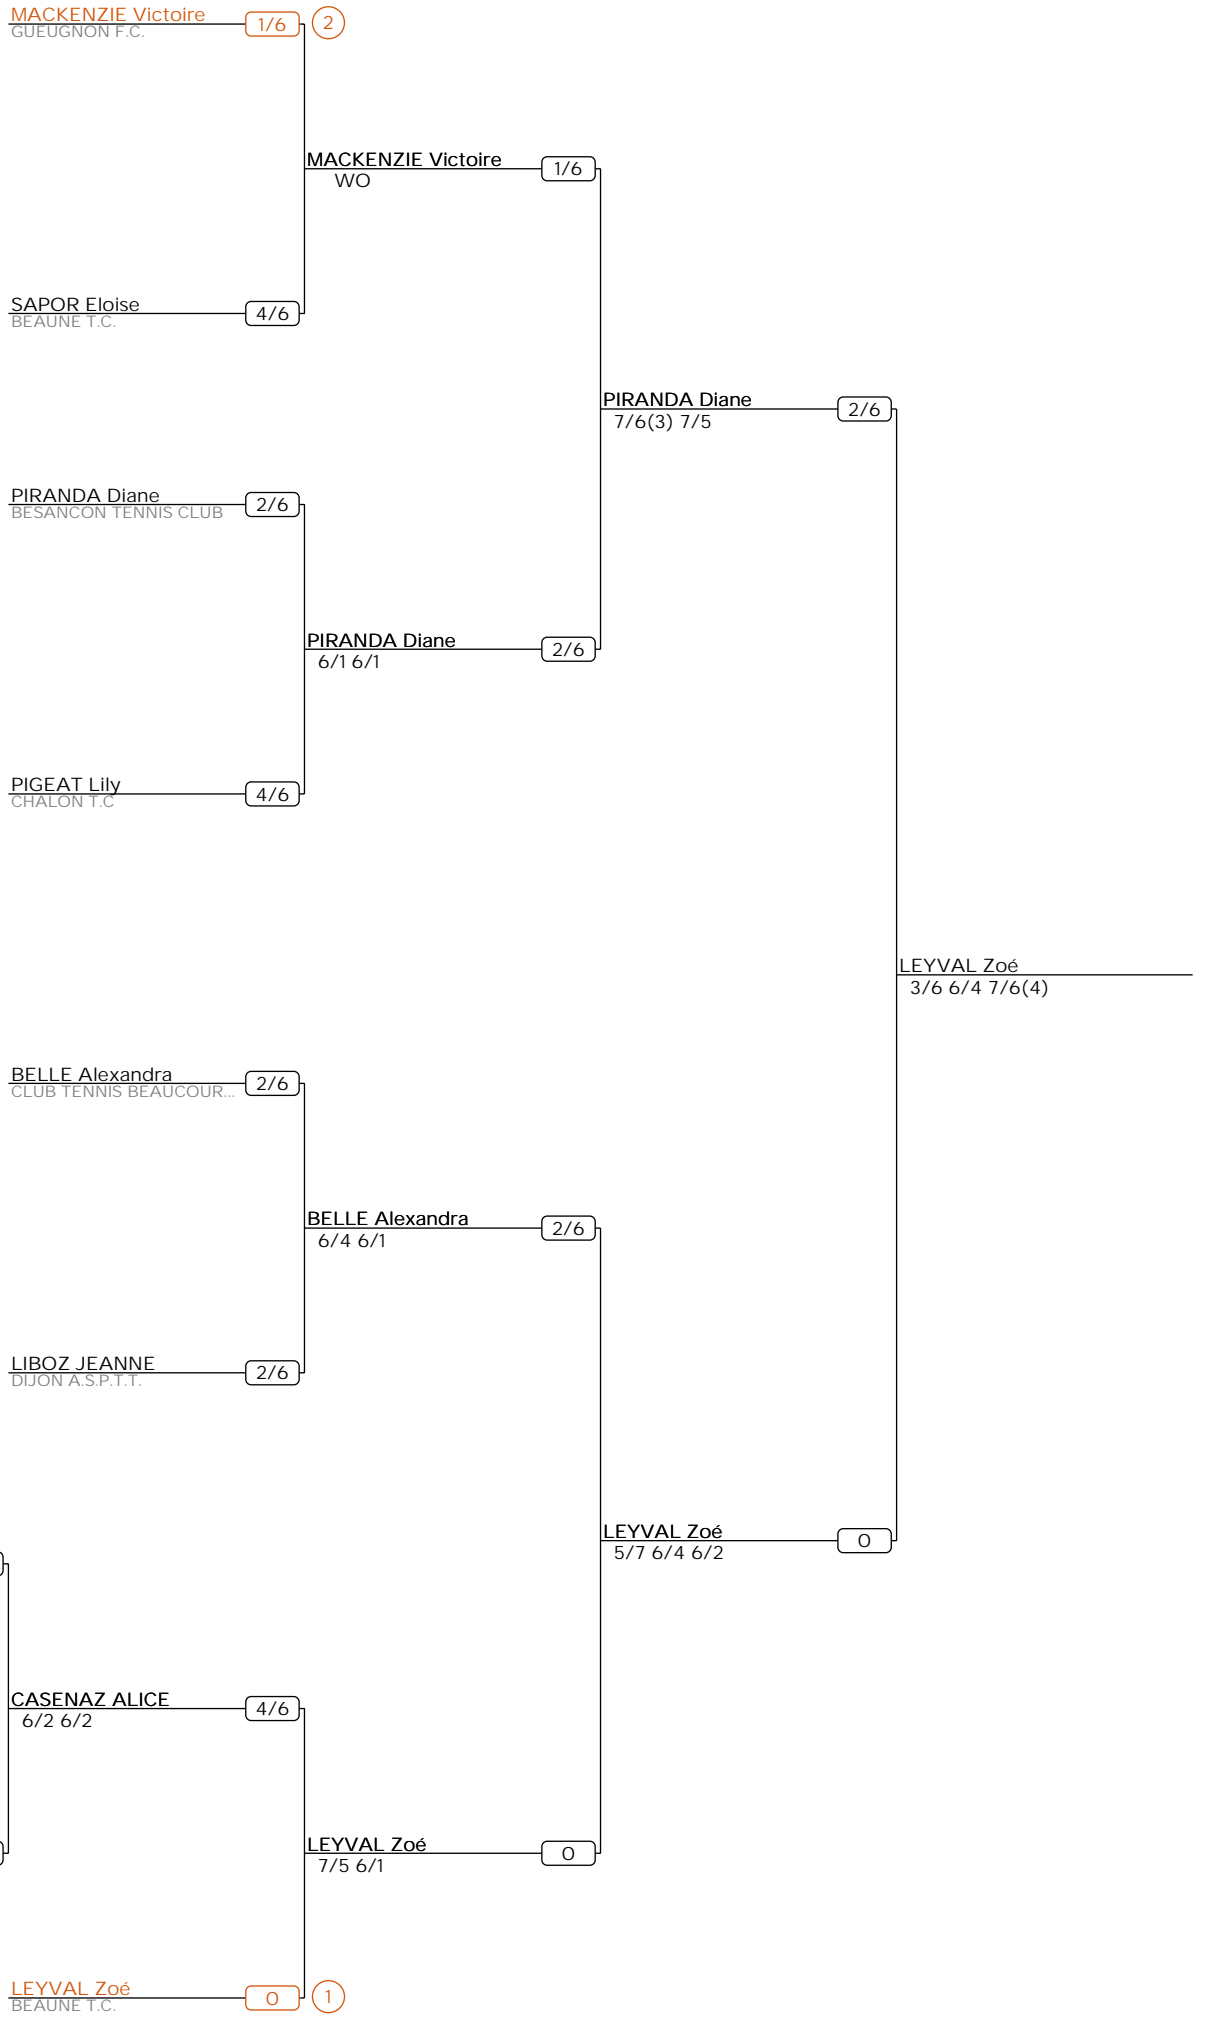 MACKENZIE Victoire
1/6
2
GUEUGNON F.C.
MACKENZIE Victoire
1/6
WO
SAPOR Eloise
4/6
BEAUNE T.C.
PIRANDA Diane
2/6
7/6(3) 7/5
PIRANDA Diane
2/6
BESANCON TENNIS CLUB
PIRANDA Diane
2/6
6/1 6/1
PIGEAT Lily
4/6
CHALON T.C
LEYVAL Zoé
3/6 6/4 7/6(4)
BELLE Alexandra
2/6
CLUB TENNIS BEAUCOUR...
BELLE Alexandra
2/6
6/4 6/1
LIBOZ JEANNE
2/6
DIJON A.S.P.T.T.
LEYVAL Zoé
0
5/7 6/4 6/2
CASENAZ ALICE
4/6
6/2 6/2
LEYVAL Zoé
0
7/5 6/1
LEYVAL Zoé
0
1
BEAUNE T.C.